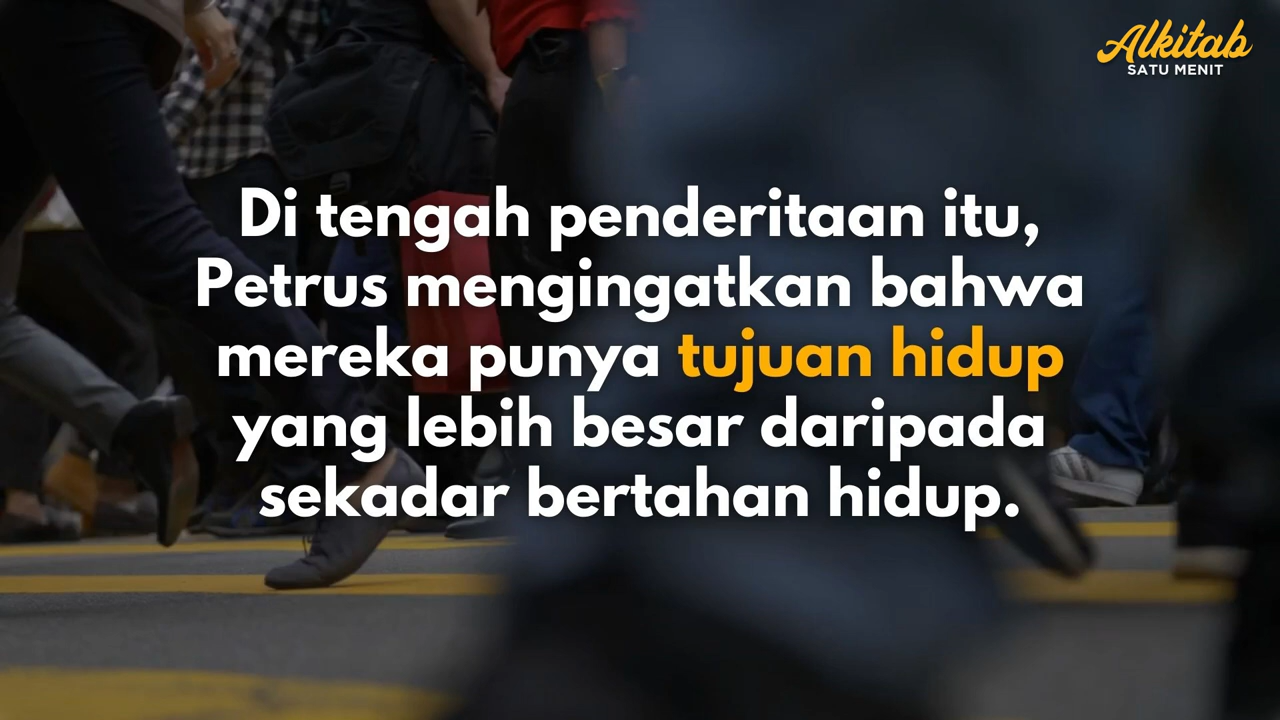 Alkitab
SATU MENIT
Di tengah penderitaan itu,
Petrus mengingatkan bahwa
mereka punya tujuan hidup
yang lebih besar daripada
sekadar bertahan hidup.